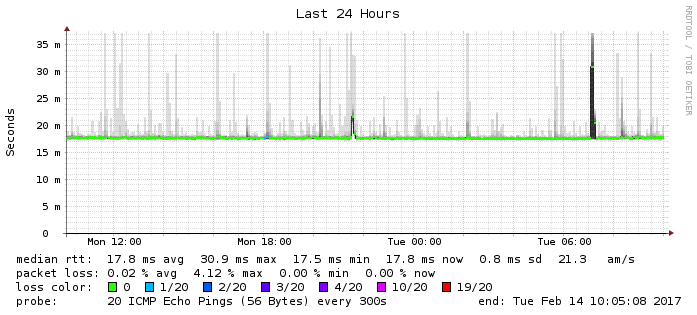 Last 24 Hours
RRDTOOL / TOBI OETIKER
Seconds
35 m
30 m
25 m
20 m
15 m
10 m
5 m
0
Mon 12:00 Mon 18:00 Tue 00:00 Tue 06:00
median rtt: 17.8 ms avg 30.9 ms max 17.5 ms min 17.8 ms now 0.8 ms sd 21.3 am/s
packet loss: 0.02 % avg 4.12 % max 0.00 % min 0.00 % now
loss color: 0 1/20 2/20 3/20 4/20 10/20 19/20
probe: 20 ICMP Echo Pings (56 Bytes) every 300s end: Tue Feb 14 10:05:08 2017